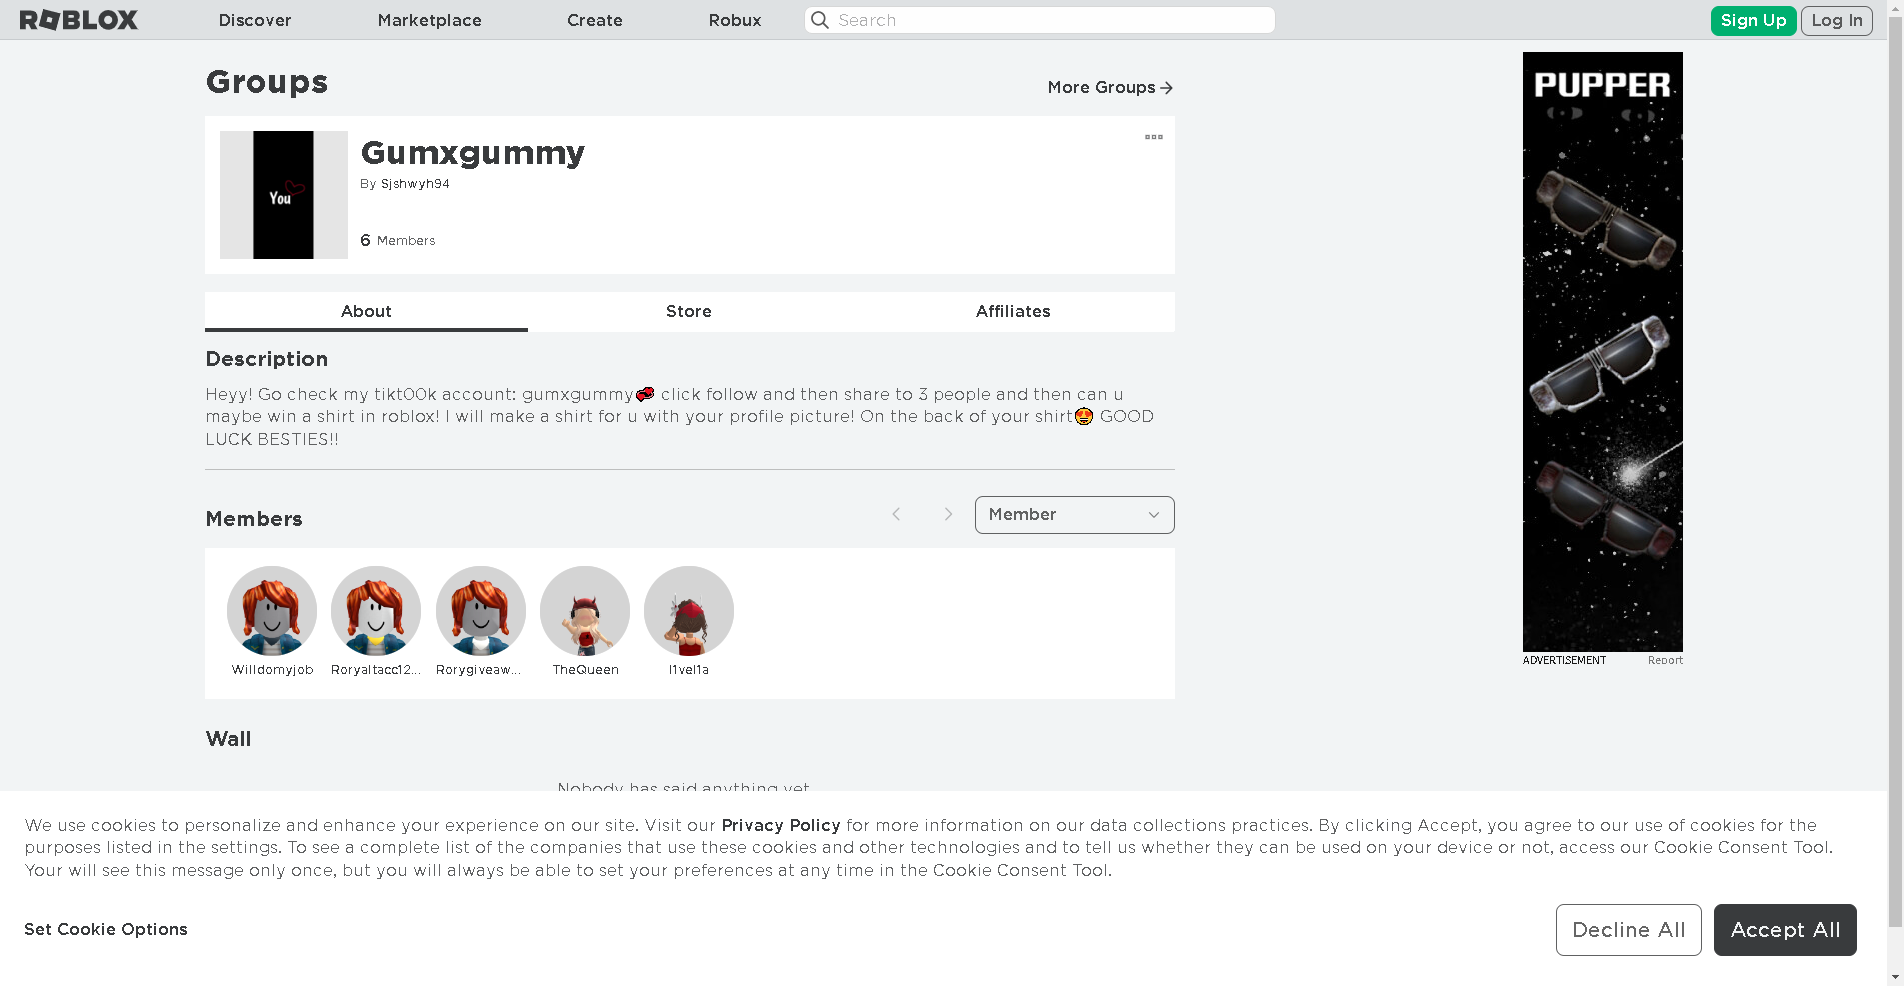 ROBLOX Discover Marketplace Create Robux Search Sign Up Log In
Groups
More Groups
You
Gumxgummy
By Sjshwyh94
6 Members
About Store Affiliates
Description
Heyy! Go check my tikt00k account: gumxgummy💋 click follow and then share to 3 people and then can u
maybe win a shirt in roblox! I will make a shirt for u with your profile picture! On the back of your shirt😍 GOOD
LUCK BESTIES!!
Members
Member
Willdomyjob Roryaltacc12... Rorygiveaw... TheQueen l1vel1a
Wall
Nobody has said anything yet
PUPPER
ADVERTISEMENT Report
We use cookies to personalize and enhance your experience on our site. Visit our Privacy Policy for more information on our data collections practices. By clicking Accept, you agree to our use of cookies for the
purposes listed in the settings. To see a complete list of the companies that use these cookies and other technologies and to tell us whether they can be used on your device or not, access our Cookie Consent Tool.
Your will see this message only once, but you will always be able to set your preferences at any time in the Cookie Consent Tool.
Set Cookie Options
Decline All
Accept All